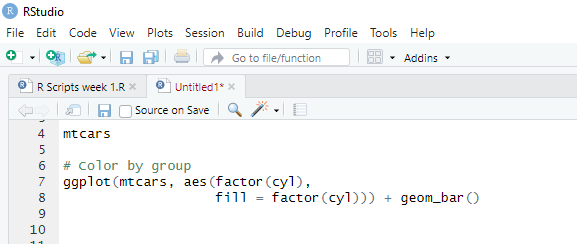 RStudio
File Edit Code View Plots Session Build Debug Profile Tools Help
Go to file/function Addins
R Scripts week 1.R Untitled1*
Source on Save
4 mtcars
5
6 # Color by group
7 ggplot(mtcars, aes(factor(cyl),
8 fill = factor(cyl))) + geom_bar()
9
10